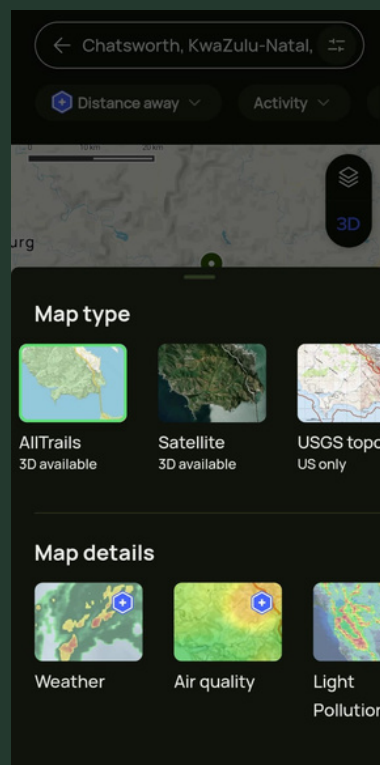 Chatsworth, KwaZulu-Natal,
Distance away
Activity
0 10 km 20 km
3D
urg
Map type
AllTrails
3D available
Satellite
3D available
USGS topo
US only
Map details
Weather
Air quality
Light
Pollution